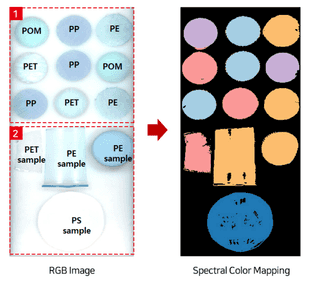 1
POM PP PE
PET PP POM
PP PET PE
2
PET sample PE sample PE sample
PS sample
RGB Image
Spectral Color Mapping